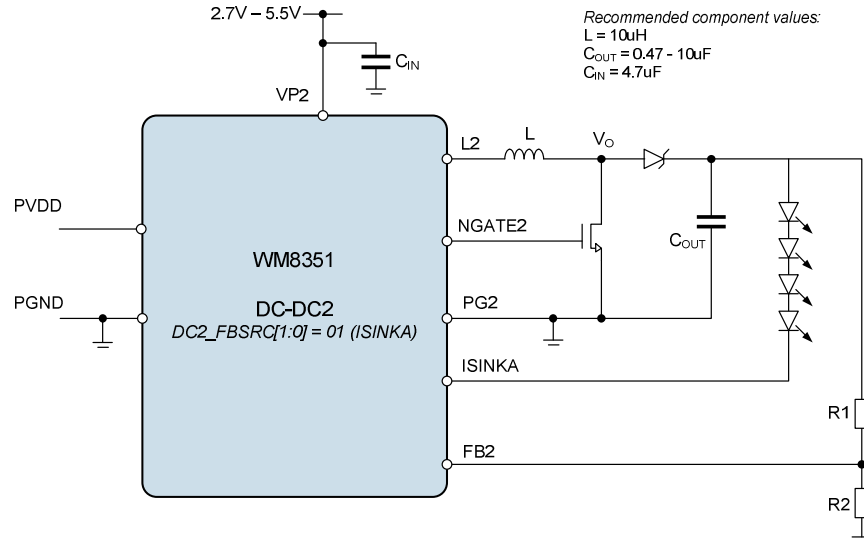 2.7V – 5.5V
Recommended component values:
L = 10uH
COUT = 0.47 - 10uF
CIN = 4.7uF
CIN
VP2
L2
L
VO
PVDD
NGATE2
COUT
WM8351
PGND
DC-DC2
PG2
DC2_FBSRC[1:0] = 01 (ISINKA)
ISINKA
R1
FB2
R2